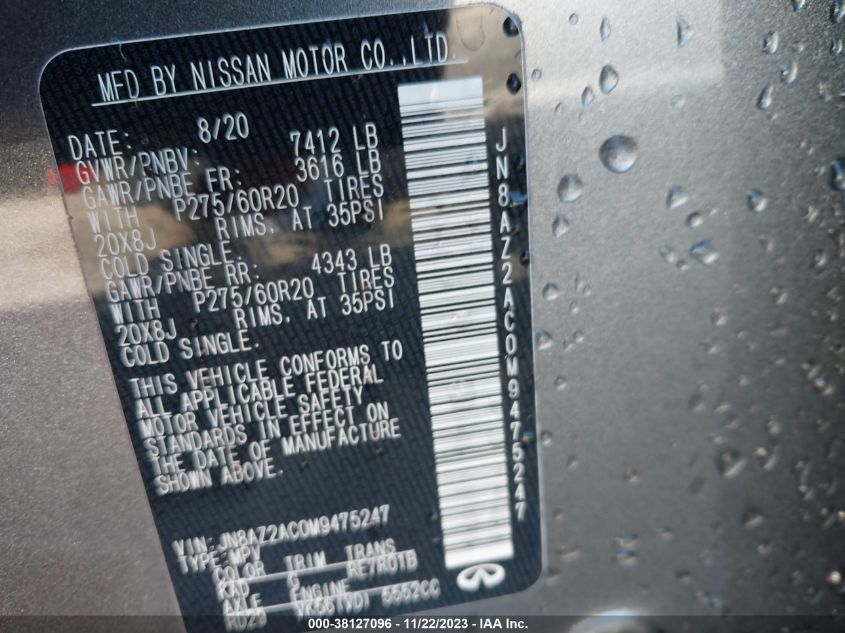 MFD BY NISSAN MOTOR CO.,LTD.
DATE: 8/20
GVWR/PNBV: 7412 LB
GAWR/PNBE FR: 3616 LB
WITH P275/60R20 TIRES
20X8J RIMS, AT 35PSI
COLD SINGLE.
GAWR/PNBE RR: 4343 LB
WITH P275/60R20 TIRES
20X8J RIMS, AT 35PSI
COLD SINGLE.
THIS VEHICLE CONFORMS TO
ALL APPLICABLE FEDERAL
MOTOR VEHICLE SAFETY
STANDARDS IN EFFECT ON
THE DATE OF MANUFACTURE
SHOWN ABOVE.
VIN:JN8AZ2AC0M9475247
TYPE:MPV
COLOR TRIM TRANS
KAD G RE7R01B
AXLE ENGINE
VK56(VD) 5552CC
JN8AZ2AC0M9475247
000-38127096 - 11/22/2023 - IAA Inc.